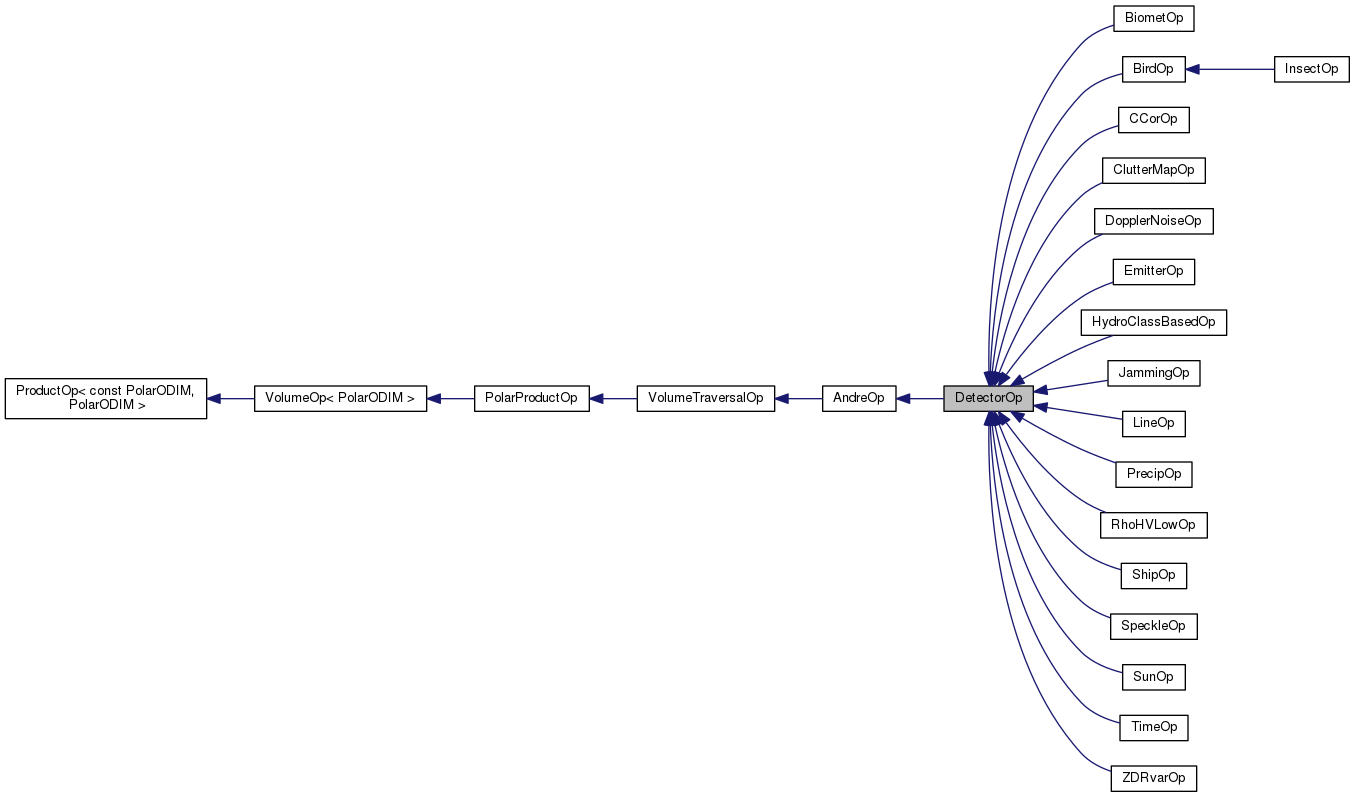 BiometOp
BirdOp
InsectOp
CCorOp
ClutterMapOp
DopplerNoiseOp
EmitterOp
HydroClassBasedOp
JammingOp
ProductOp< const PolarODIM,
PolarODIM >
VolumeOp< PolarODIM >
PolarProductOp
VolumeTraversalOp
AndreOp
DetectorOp
LineOp
PrecipOp
RhoHVLowOp
ShipOp
SpeckleOp
SunOp
TimeOp
ZDRvarOp